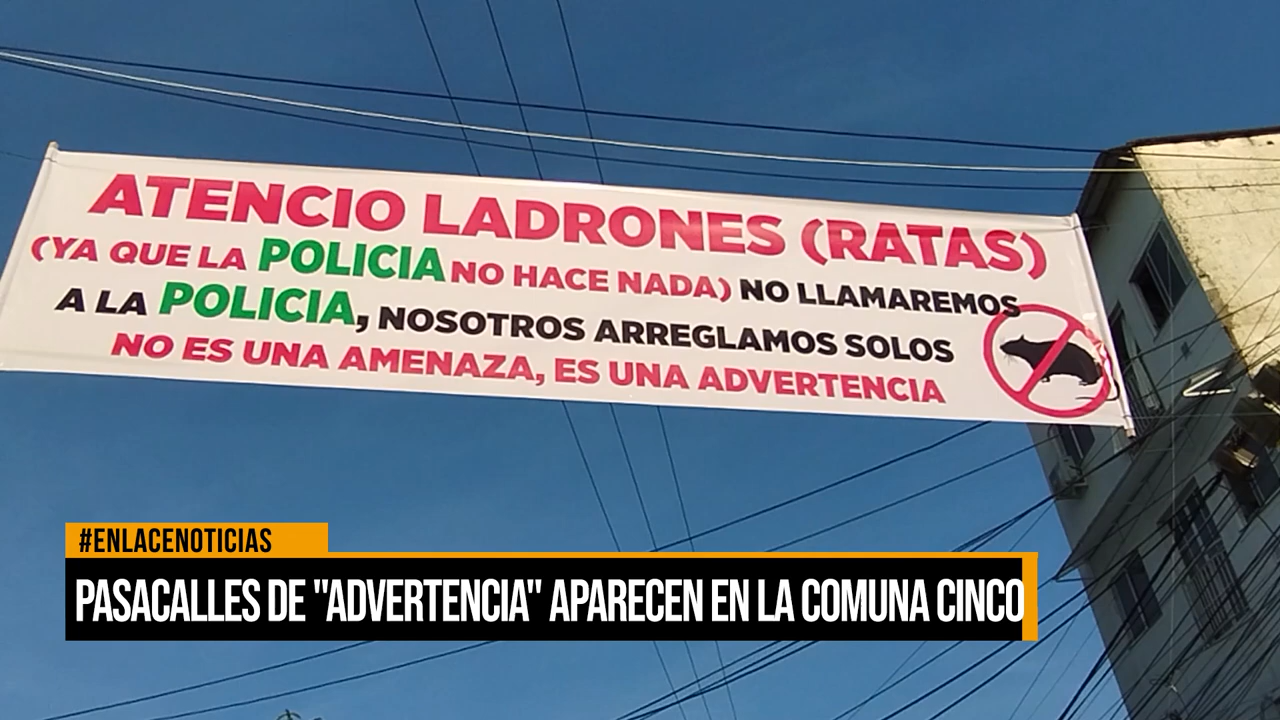 ATENCIO LADRONES (RATAS)
(YA QUE LA POLICIA NO HACE NADA) NO LLAMAREMOS
A LA POLICIA, NOSOTROS ARREGLAMOS SOLOS
NO ES UNA AMENAZA, ES UNA ADVERTENCIA
#ENLACENOTICIAS
PASACALLES DE "ADVERTENCIA" APARECEN EN LA COMUNA CINCO